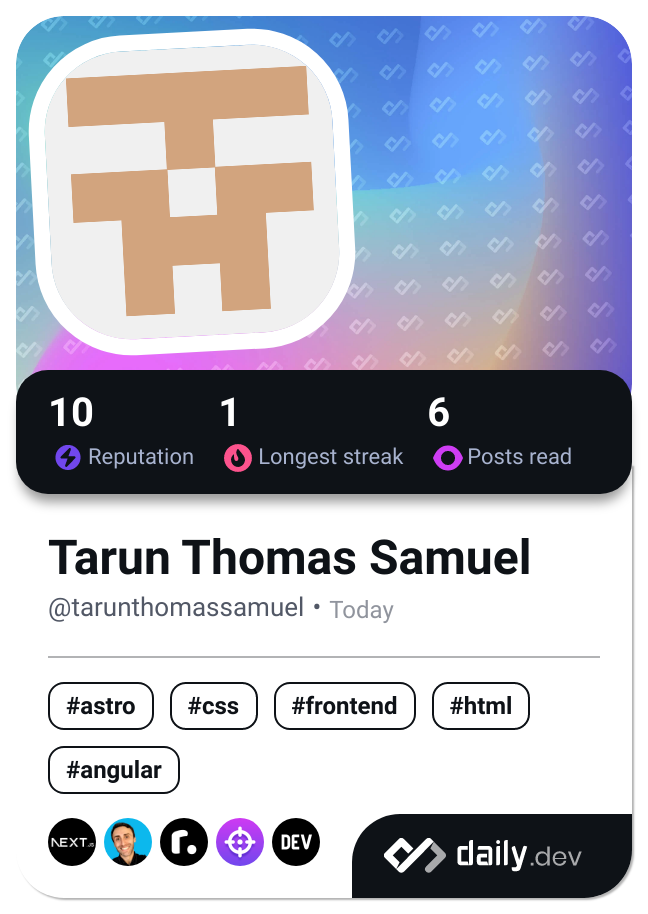 10 1 6
Reputation Longest streak Posts read
Tarun Thomas Samuel
@tarunthomassamuel • Today
#astro #css #frontend #html
#angular
NEXT.JS r. DEV
daily.dev